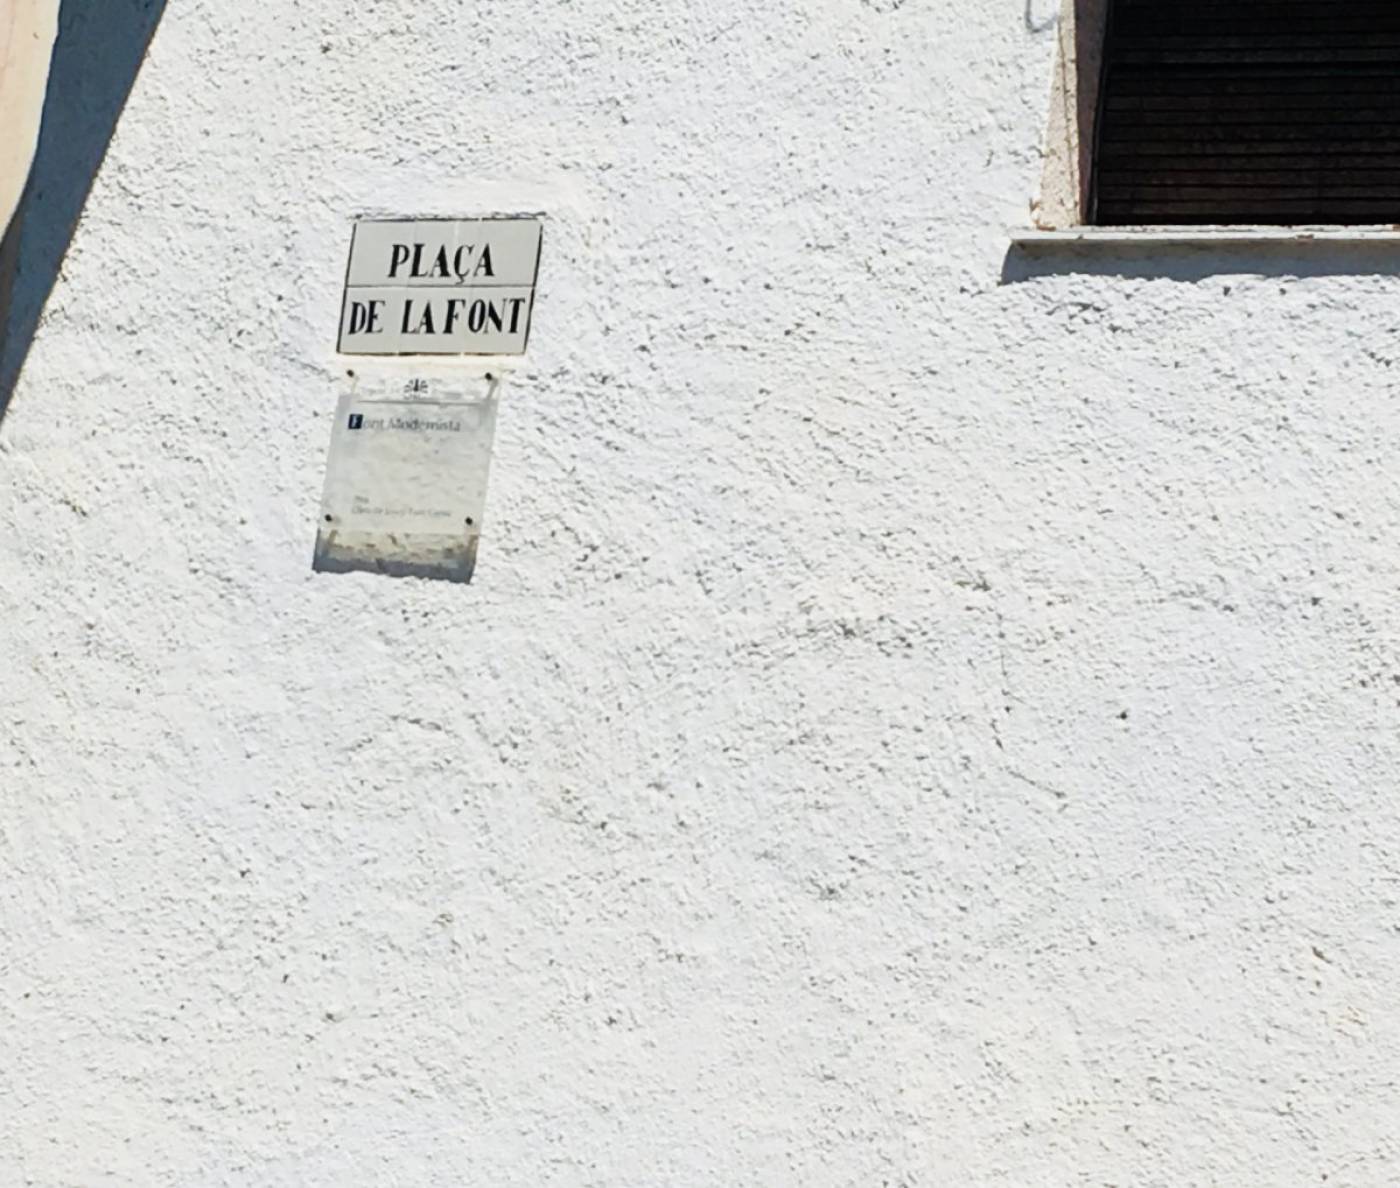 PLAÇA
DE LA FONT
Font Modernista